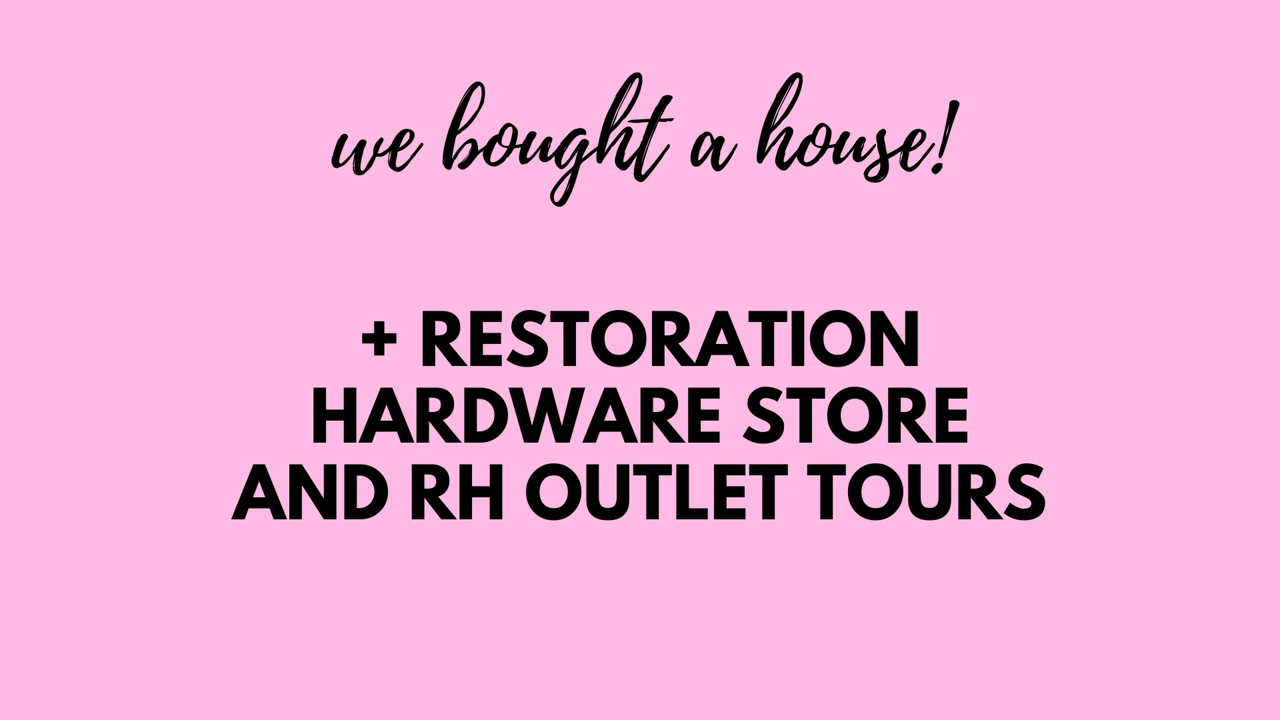 we bought a house!
+ RESTORATION
HARDWARE STORE
AND RH OUTLET TOURS